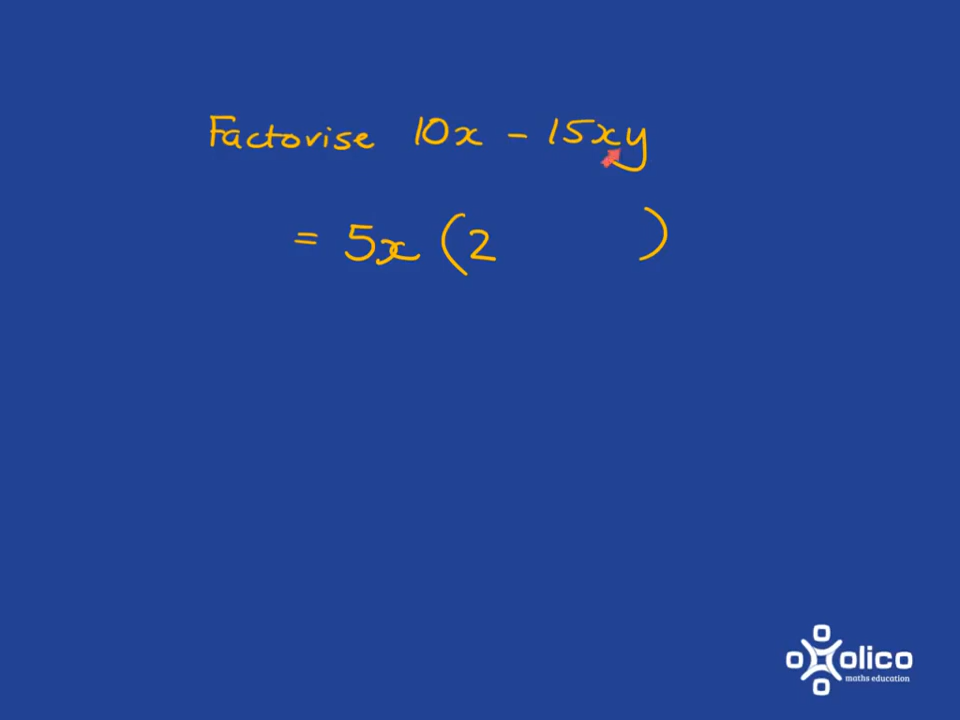 Factorise 10x - 15xy
= 5x (2 )
olico
maths education